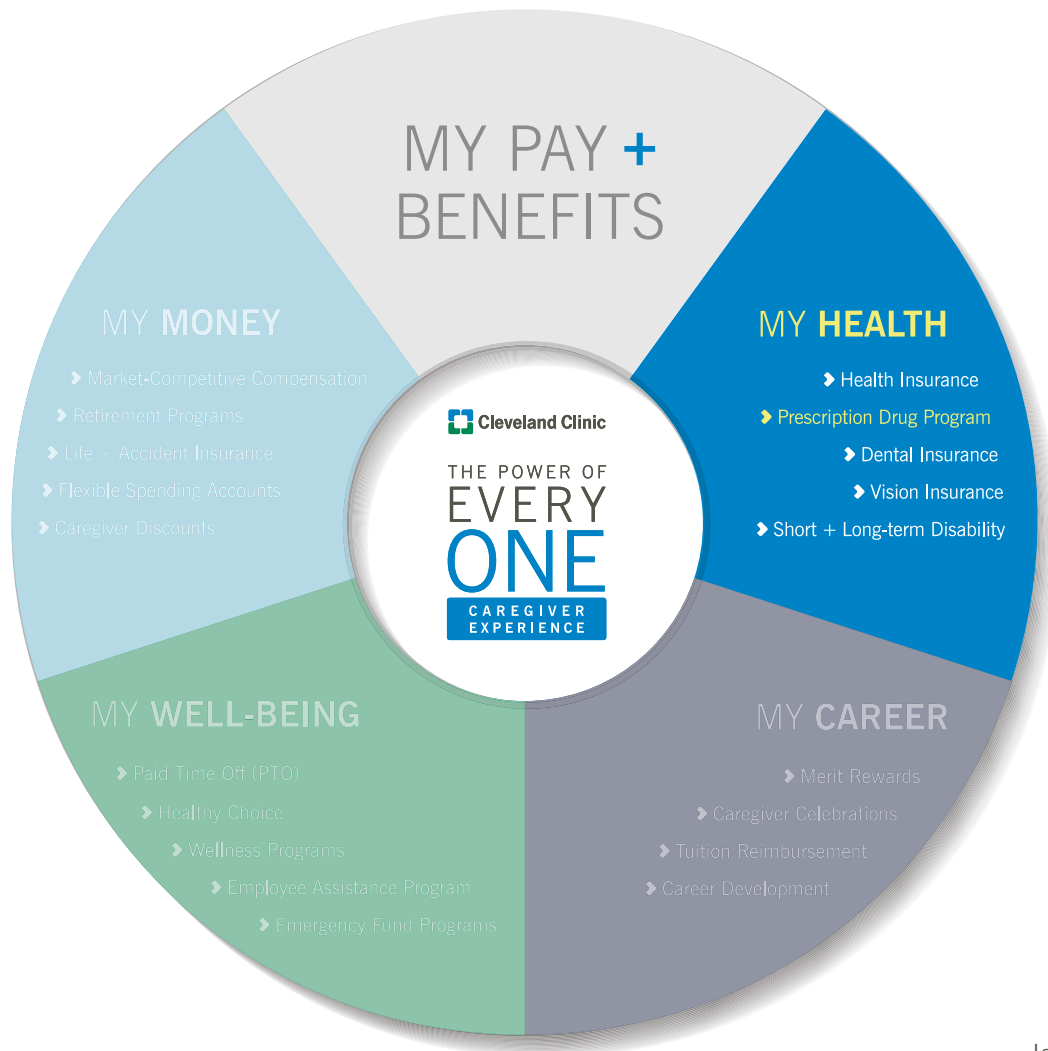 MY PAY +
BENEFITS
MY MONEY
❯ Market-Competitive Compensation
❯ Retirement Programs
❯ Life + Accident Insurance
❯ Flexible Spending Accounts
❯ Caregiver Discounts
MY HEALTH
❯ Health Insurance
❯ Prescription Drug Program
❯ Dental Insurance
❯ Vision Insurance
❯ Short + Long-term Disability
Cleveland Clinic
THE POWER OF
EVERY
ONE
CAREGIVER
EXPERIENCE
MY WELL-BEING
❯ Paid Time Off (PTO)
❯ Healthy Choice
❯ Wellness Programs
❯ Employee Assistance Program
❯ Emergency Fund Programs
MY CAREER
❯ Merit Rewards
❯ Caregiver Celebrations
❯ Tuition Reimbursement
❯ Career Development